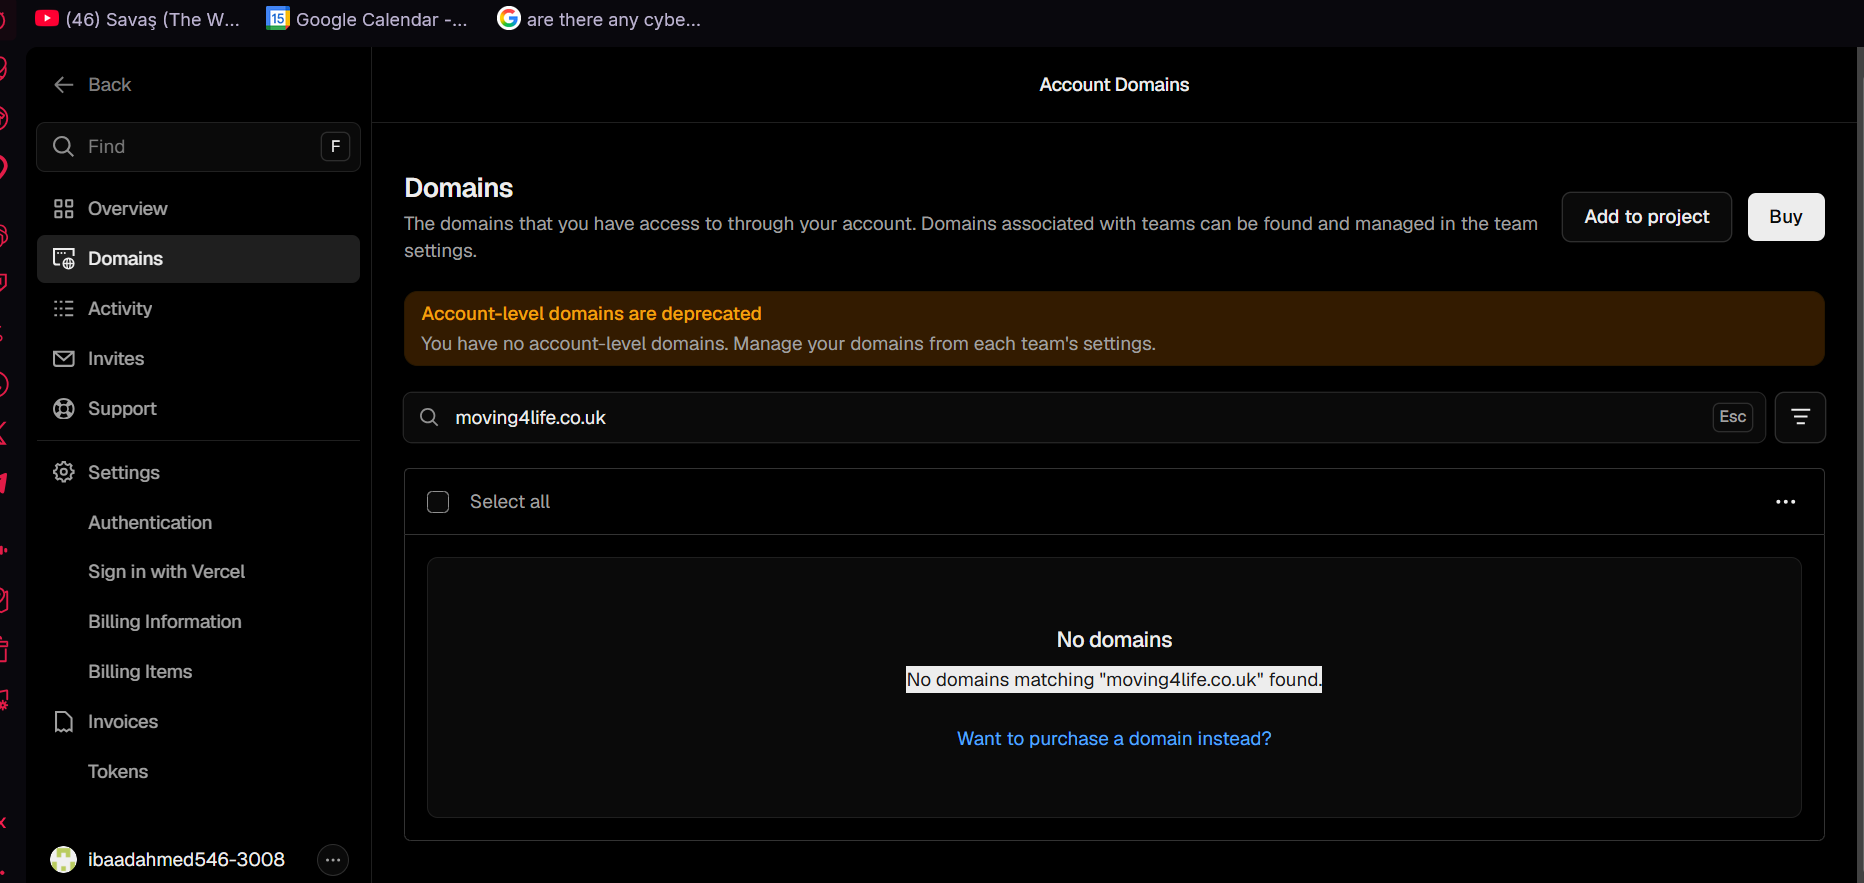 (46) Savaş (The W...
Google Calendar -...
are there any cybe...
Back
Find
F
Overview
Domains
Activity
Invites
Support
Settings
Authentication
Sign in with Vercel
Billing Information
Billing Items
Invoices
Tokens
ibaadahmed546-3008
Account Domains
Domains
The domains that you have access to through your account. Domains associated with teams can be found and managed in the team
settings.
Add to project
Buy
Account-level domains are deprecated
You have no account-level domains. Manage your domains from each team's settings.
moving4life.co.uk
Esc
Select all
No domains
No domains matching "moving4life.co.uk" found.
Want to purchase a domain instead?